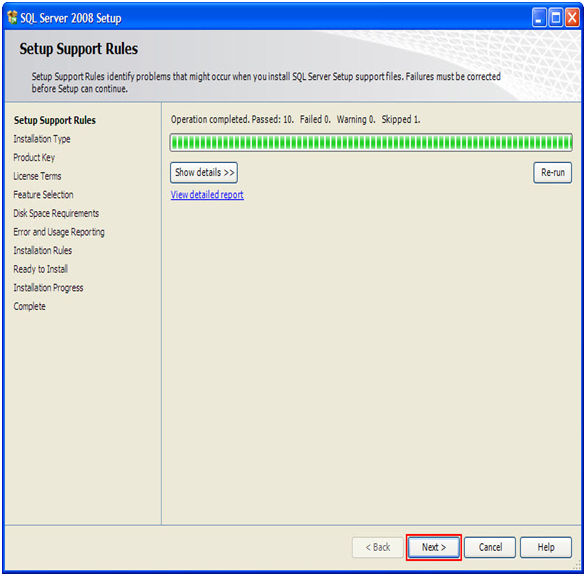 SQL Server 2008 Setup
Setup Support Rules
Setup Support Rules identify problems that might occur when you install SQL Server Setup support files. Failures must be corrected
before Setup can continue.
Setup Support Rules
Installation Type
Product Key
License Terms
Feature Selection
Disk Space Requirements
Error and Usage Reporting
Installation Rules
Ready to Install
Installation Progress
Complete
Operation completed. Passed: 10. Failed 0. Warning 0. Skipped 1.
Show details >>
Re-run
View detailed report
< Back
Next >
Cancel
Help